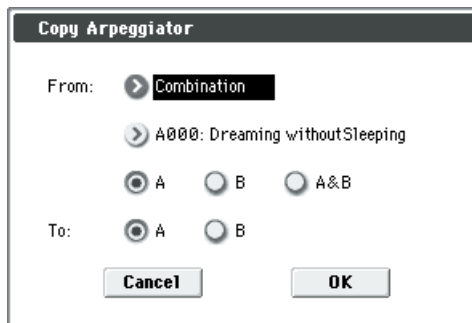 Copy Arpeggiator
From: Combination
A000: Dreaming withoutSleeping
A B A&B
To: A B
Cancel OK